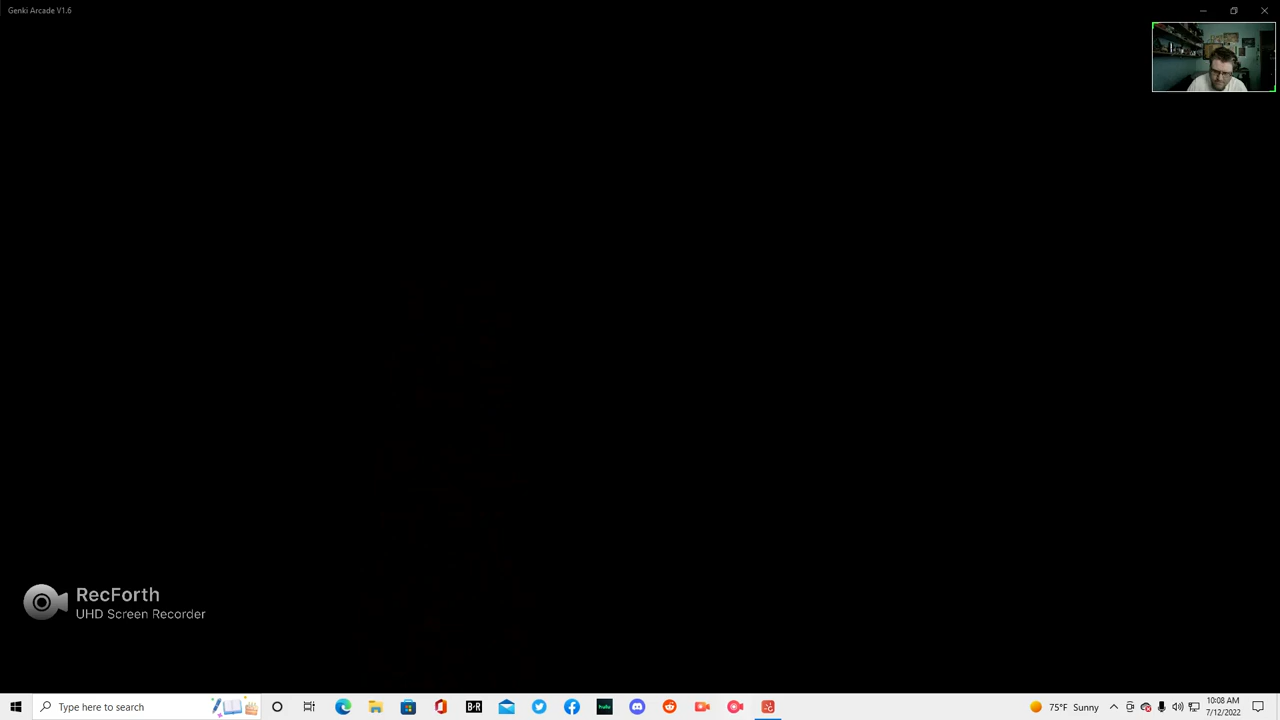 Genki Arcade V1.6
RecForth
UHD Screen Recorder
Type here to search
B/R
hulu
75°F Sunny
10:08 AM
7/12/2022